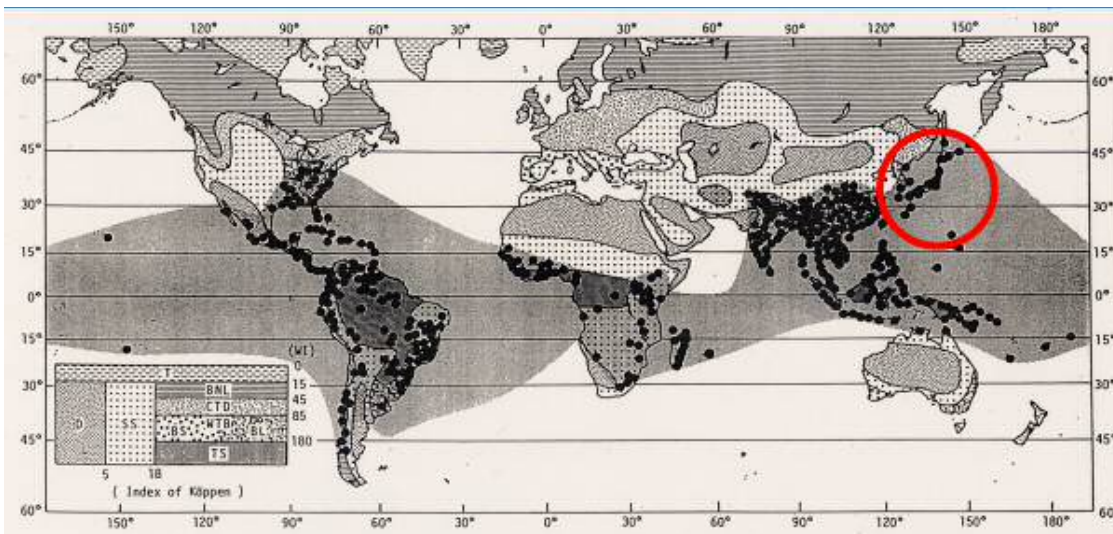 150° 120° 90° 60° 30° 0° 30° 60° 90° 120° 150° 180°
60° 60°
45° 45°
30° 30°
15° 15°
0° 0°
15° 15°
30° 30°
45° 45°
60° 60°
150° 120° 90° 60° 30° 0° 30° 60° 90° 120° 150° 180°
(WI)
T 0
BNL 15
CTD 45
D SS BS WTB BL 85
TS 180
5 18
( Index of Köppen )